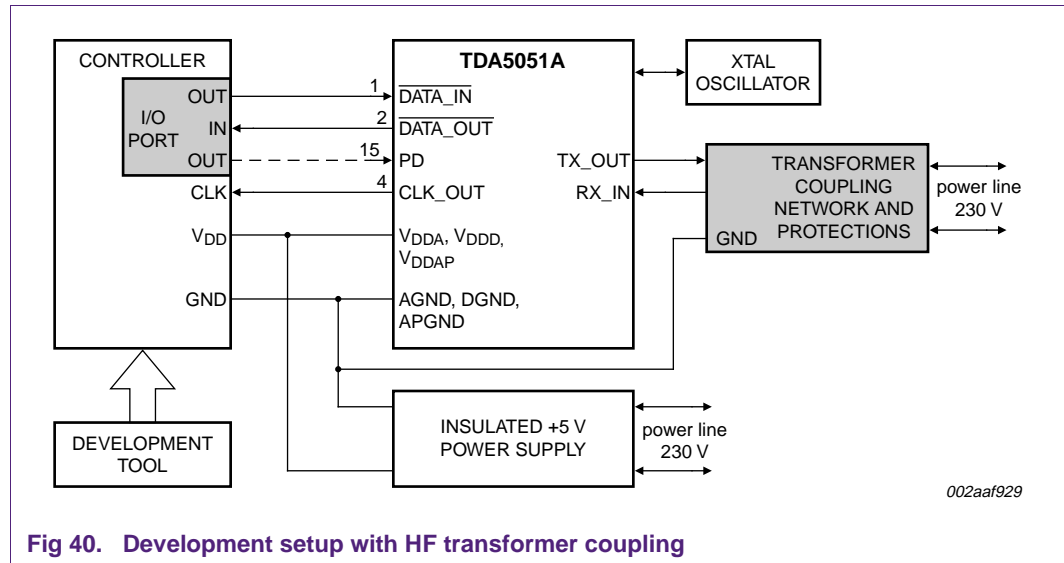 CONTROLLER
I/O
PORT
OUT
IN
OUT
CLK
VDD
GND
1
2
15
4
TDA5051A
DATA_IN
DATA_OUT
PD
CLK_OUT
VDDA, VDDD,
VDDAP
AGND, DGND,
APGND
TX_OUT
RX_IN
XTAL
OSCILLATOR
TRANSFORMER
COUPLING
NETWORK AND
PROTECTIONS
GND
power line
230 V
DEVELOPMENT
TOOL
INSULATED +5 V
POWER SUPPLY
power line
230 V
002aaf929
Fig 40. Development setup with HF transformer coupling